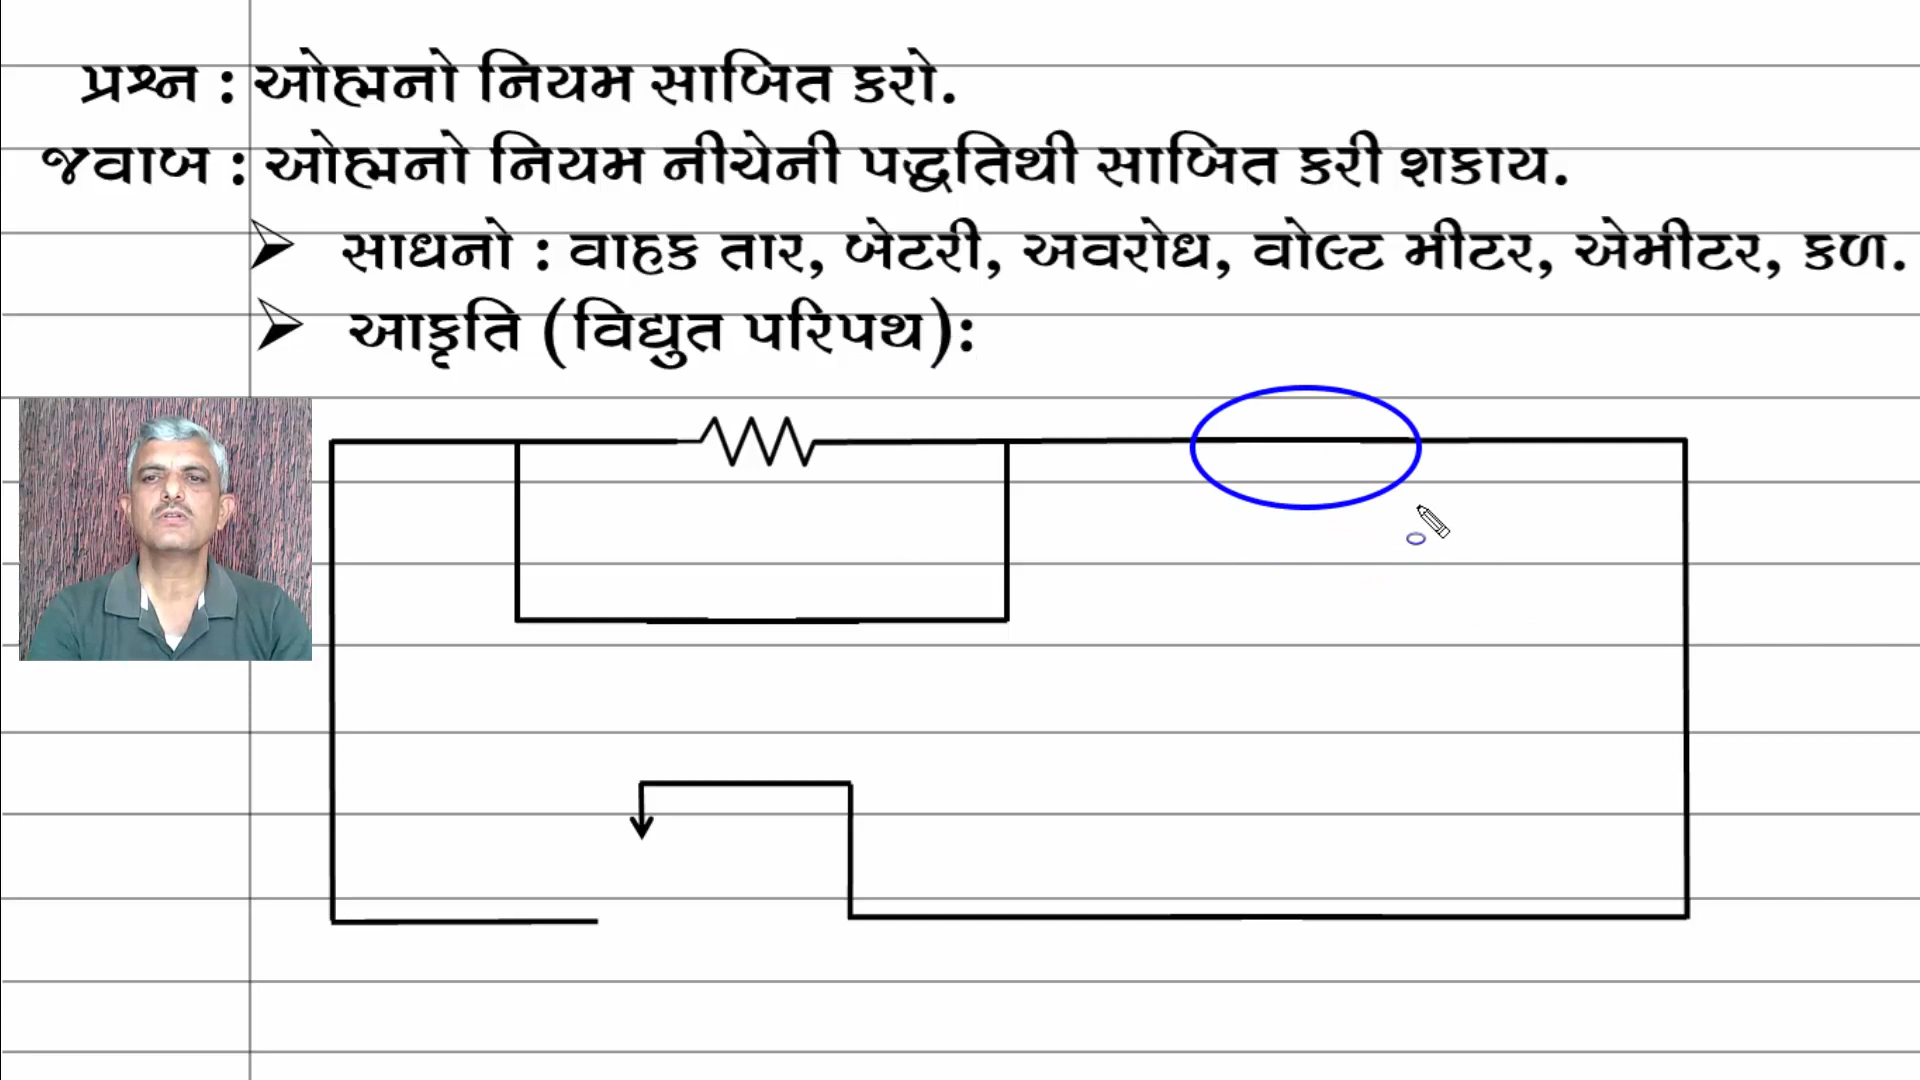 પ્રશ્ન : ઓહ્મનો નિયમ સાબિત કરો.
જવાબ : ઓહ્મનો નિયમ નીચેની પદ્ધતિથી સાબિત કરી શકાય.
➢ સાધનો : વાહક તાર, બેટરી, અવરોધ, વોલ્ટ મીટર, એમીટર, કળ.
➢ આકૃતિ (વિદ્યુત પરિપથ):